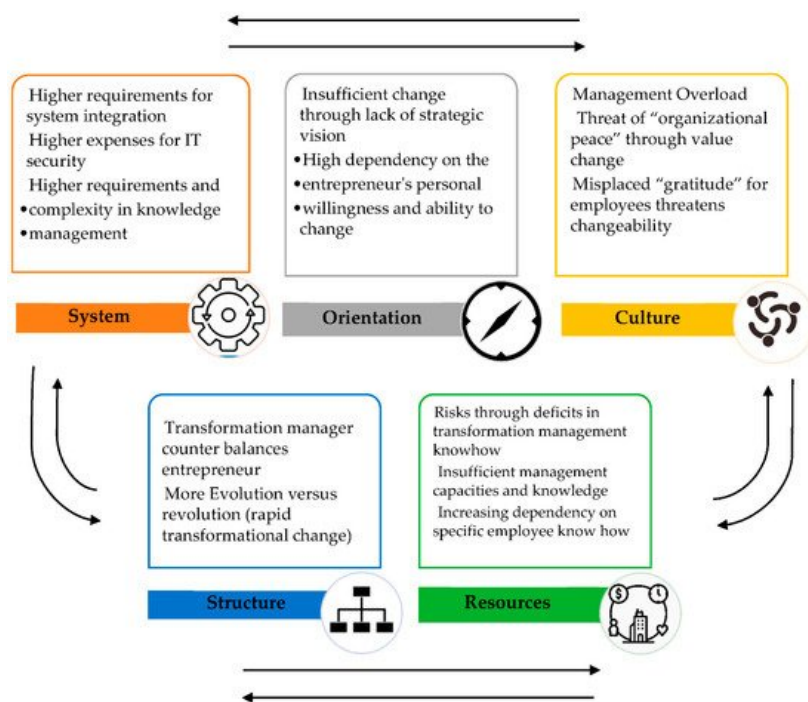 Higher requirements for
system integration
Higher expenses for IT
security
Higher requirements and
•complexity in knowledge
•management
System
Insufficient change
through lack of strategic
vision
•High dependency on the
•entrepreneur's personal
•willingness and ability to
change
Orientation
Management Overload
Threat of “organizational
peace” through value
change
Misplaced “gratitude” for
employees threatens
changeability
Culture
Transformation manager
counter balances
entrepreneur
More Evolution versus
revolution (rapid
transformational change)
Structure
Risks through deficits in
transformation management
knowhow
Insufficient management
capacities and knowledge
Increasing dependency on
specific employee know how
Resources
$